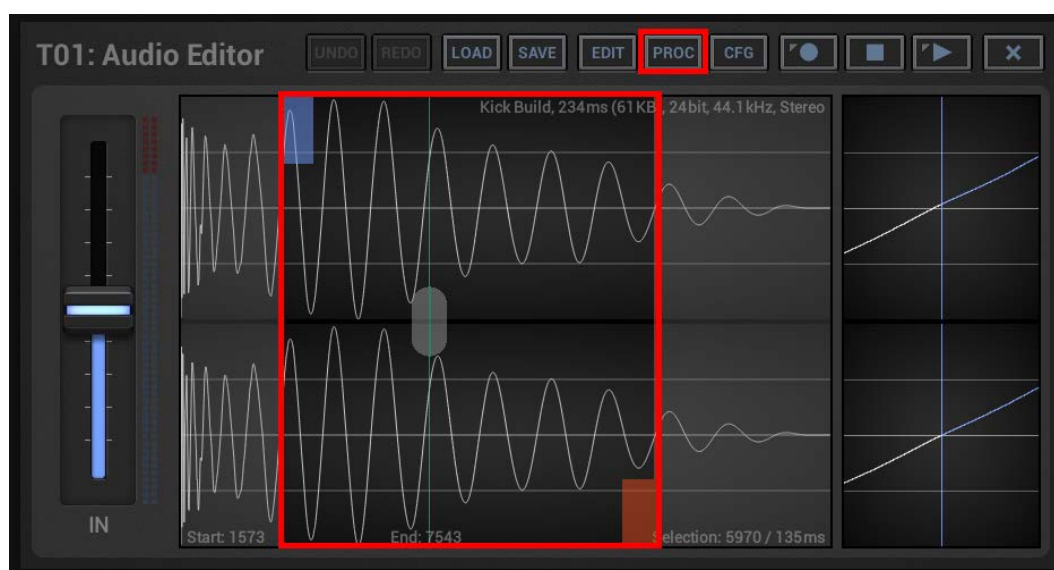 T01: Audio Editor UNDO REDO LOAD SAVE EDIT PROC CFG
Kick Build, 234ms (61KB), 24bit, 44.1kHz, Stereo
IN
Start: 1573 End: 7543 Selection: 5970 / 135ms